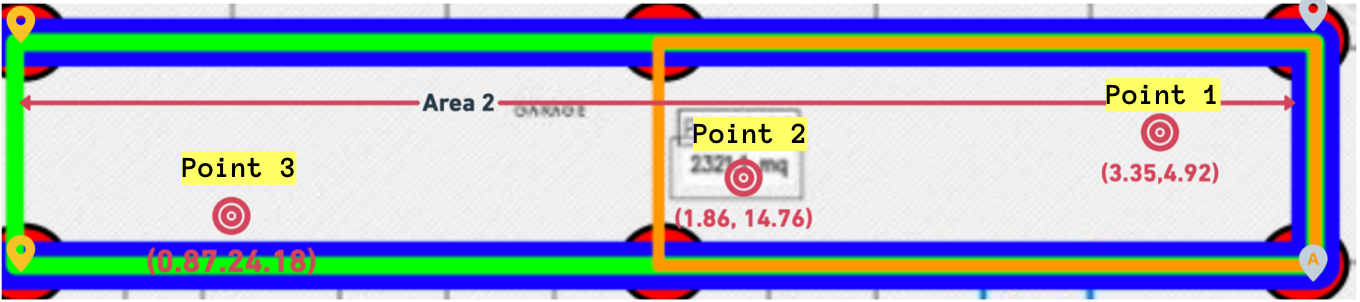 Area 2
GARAGE
Point 1
(3.35,4.92)
Point 2
mq
(1.86, 14.76)
Point 3
(0.87.24.18)
A